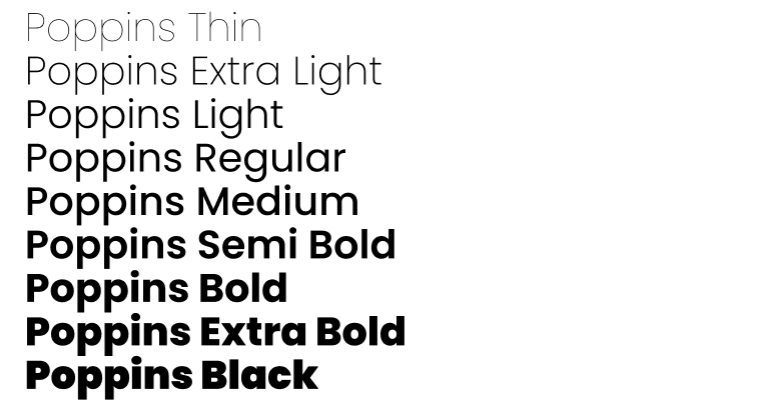 Poppins Thin
Poppins Extra Light
Poppins Light
Poppins Regular
Poppins Medium
Poppins Semi Bold
Poppins Bold
Poppins Extra Bold
Poppins Black